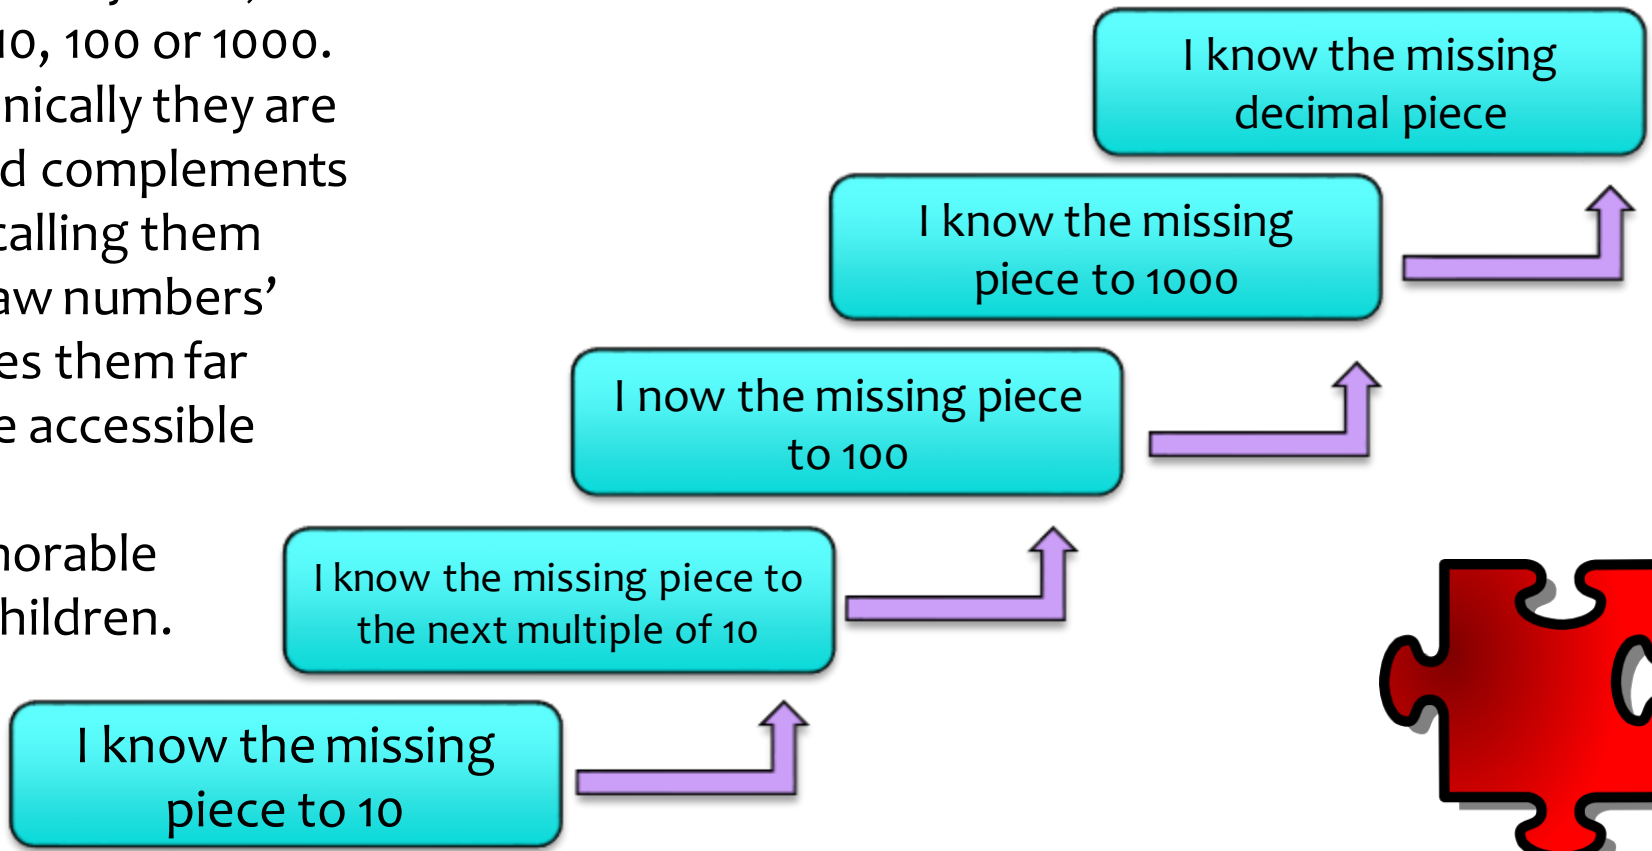 10, 100 or 1000.
nically they are
d complements
calling them
aw numbers’
es them far
e accessible
norable
hildren.
I know the missing
decimal piece
I know the missing
piece to 1000
I now the missing piece
to 100
I know the missing piece to
the next multiple of 10
I know the missing
piece to 10